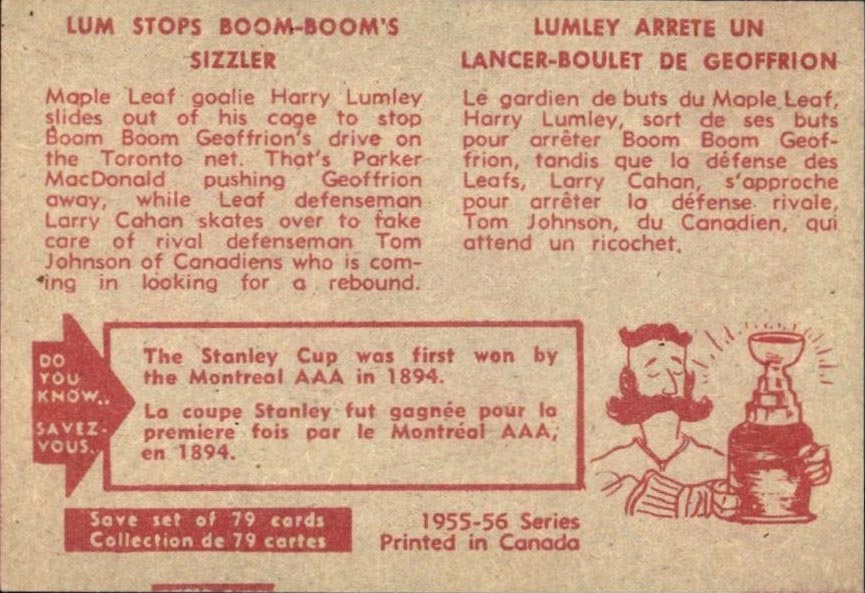 LUM STOPS BOOM-BOOM'S
SIZZLER
Maple Leaf goalie Harry Lumley
slides out of his cage to stop
Boom Boom Geoffrion's drive on
the Toronto net. That's Parker
MacDonald pushing Geoffrion
away, while Leaf defenseman
Larry Cahan skates over to take
care of rival defenseman Tom
Johnson of Canadiens who is com-
ing in looking for a rebound.
LUMLEY ARRETE UN
LANCER-BOULET DE GEOFFRION
Le gardien de buts du Maple Leaf,
Harry Lumley, sort de ses buts
pour arrêter Boom Boom Geof-
frion, tandis que la défense des
Leafs, Larry Cahan, s'approche
pour arrêter la défense rivale,
Tom Johnson, du Canadien, qui
attend un ricochet.
DO
YOU
KNOW..
SAVEZ-
VOUS.
The Stanley Cup was first won by
the Montreal AAA in 1894.
La coupe Stanley fut gagnée pour la
premiere fois par le Montréal AAA,
en 1894.
Save set of 79 cards
Collection de 79 cartes
1955-56 Series
Printed in Canada